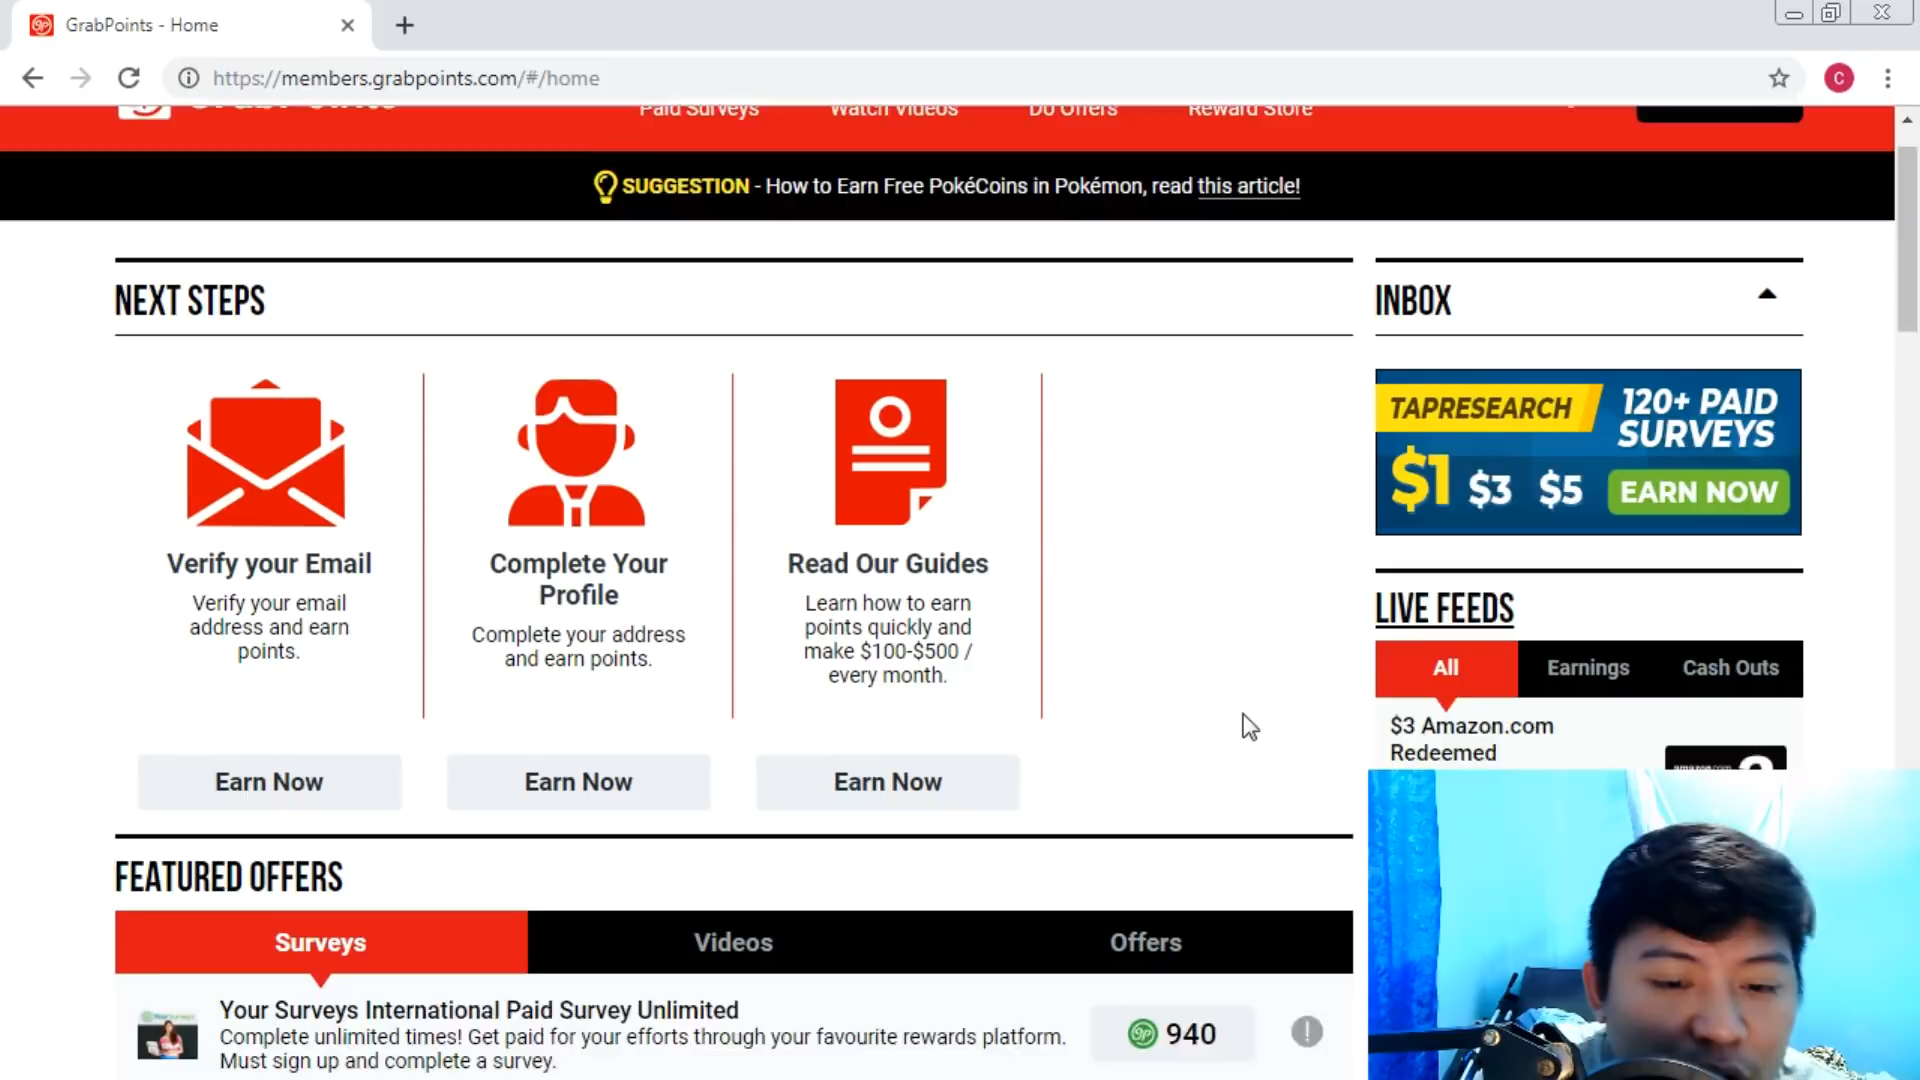 GrabPoints - Home
https://members.grabpoints.com/#/home
C
Paid Surveys Watch Videos Do Offers Reward Store
SUGGESTION - How to Earn Free PokéCoins in Pokémon, read this article!
NEXT STEPS
Verify your Email
Verify your email
address and earn
points.
Earn Now
Complete Your
Profile
Complete your address
and earn points.
Earn Now
Read Our Guides
Learn how to earn
points quickly and
make $100-$500 /
every month.
Earn Now
INBOX
TAPRESEARCH
120+ PAID
SURVEYS
$1 $3 $5 EARN NOW
LIVE FEEDS
All Earnings Cash Outs
$3 Amazon.com
Redeemed
FEATURED OFFERS
Surveys Videos Offers
Your Surveys International Paid Survey Unlimited
Complete unlimited times! Get paid for your efforts through your favourite rewards platform.
Must sign up and complete a survey.
940